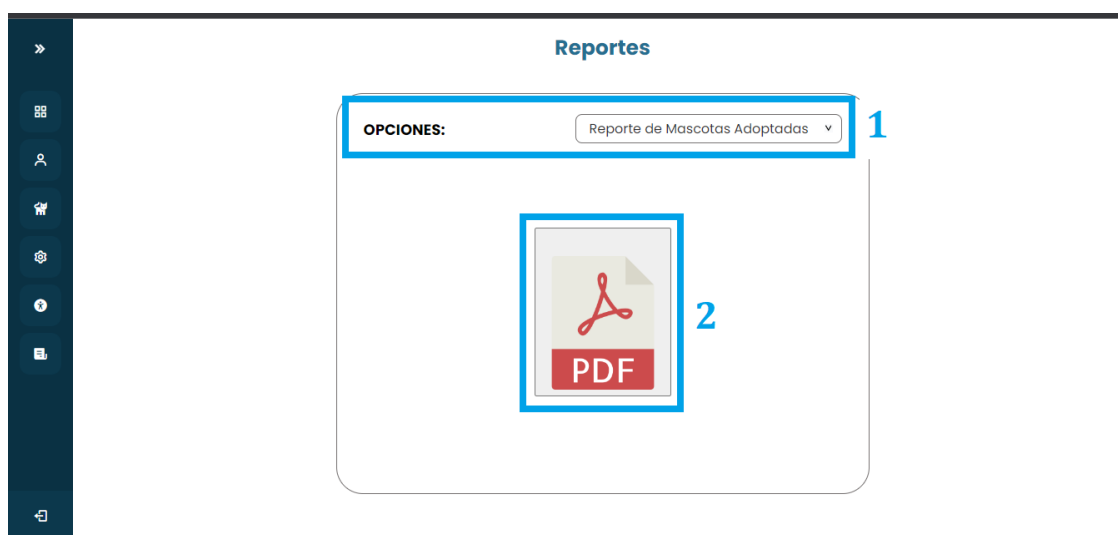 Reportes
OPCIONES:
Reporte de Mascotas Adoptadas
1
PDF
2